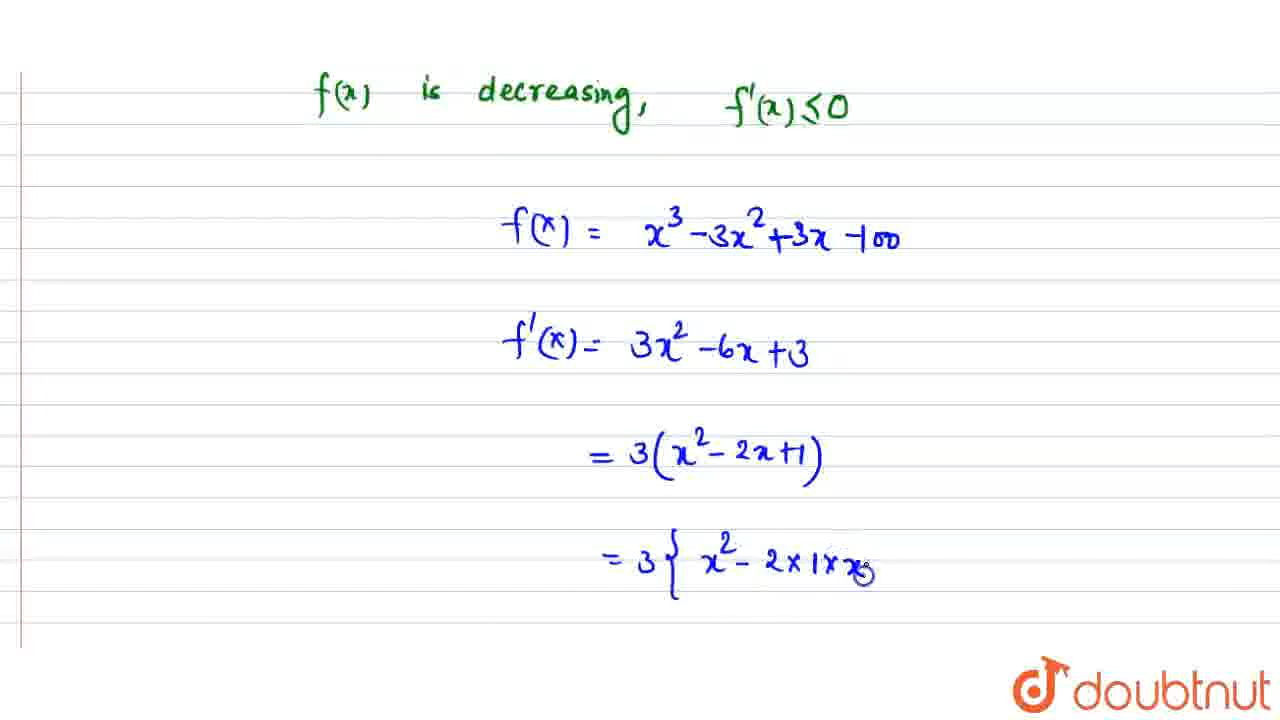 f(x) is decreasing, f'(x) ≤ 0
f(x) = x³ - 3x² + 3x - 100
f'(x) = 3x² - 6x + 3
= 3(x² - 2x + 1)
= 3{ x² - 2 × 1 × x
doubtnut